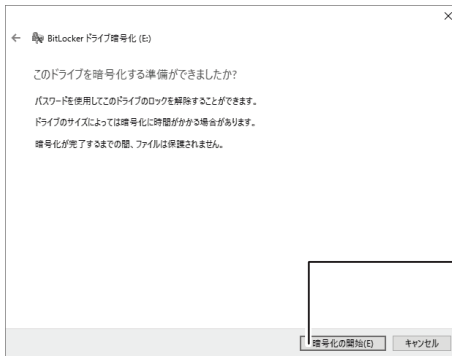 ← BitLocker ドライブ暗号化 (E:)
このドライブを暗号化する準備ができましたか?
パスワードを使用してこのドライブのロックを解除することができます。
ドライブのサイズによっては暗号化に時間がかかる場合があります。
暗号化が完了するまでの間、ファイルは保護されません。
暗号化の開始(E) キャンセル